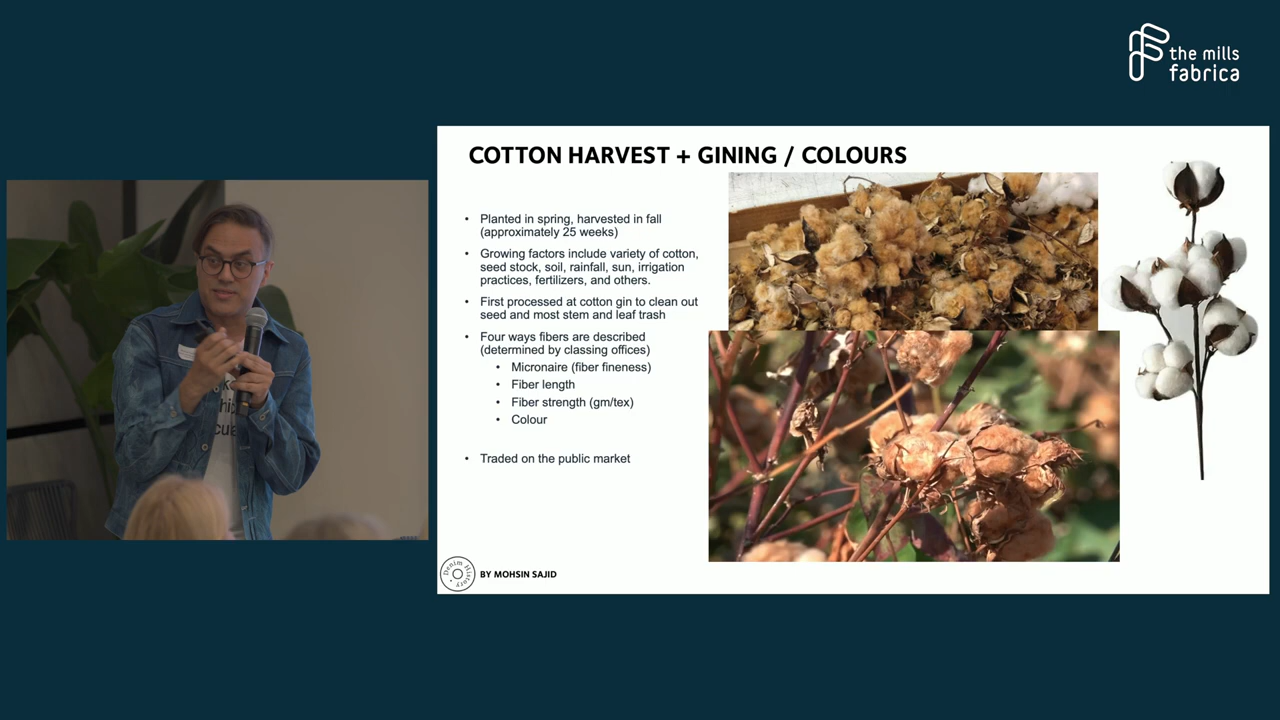 the mills
fabrica
COTTON HARVEST + GINING / COLOURS
• Planted in spring, harvested in fall
(approximately 25 weeks)
• Growing factors include variety of cotton,
seed stock, soil, rainfall, sun, irrigation
practices, fertilizers, and others.
• First processed at cotton gin to clean out
seed and most stem and leaf trash
• Four ways fibers are described
(determined by classing offices)
• Micronaire (fiber fineness)
• Fiber length
• Fiber strength (gm/tex)
• Colour
• Traded on the public market
Denim History
BY MOHSIN SAJID